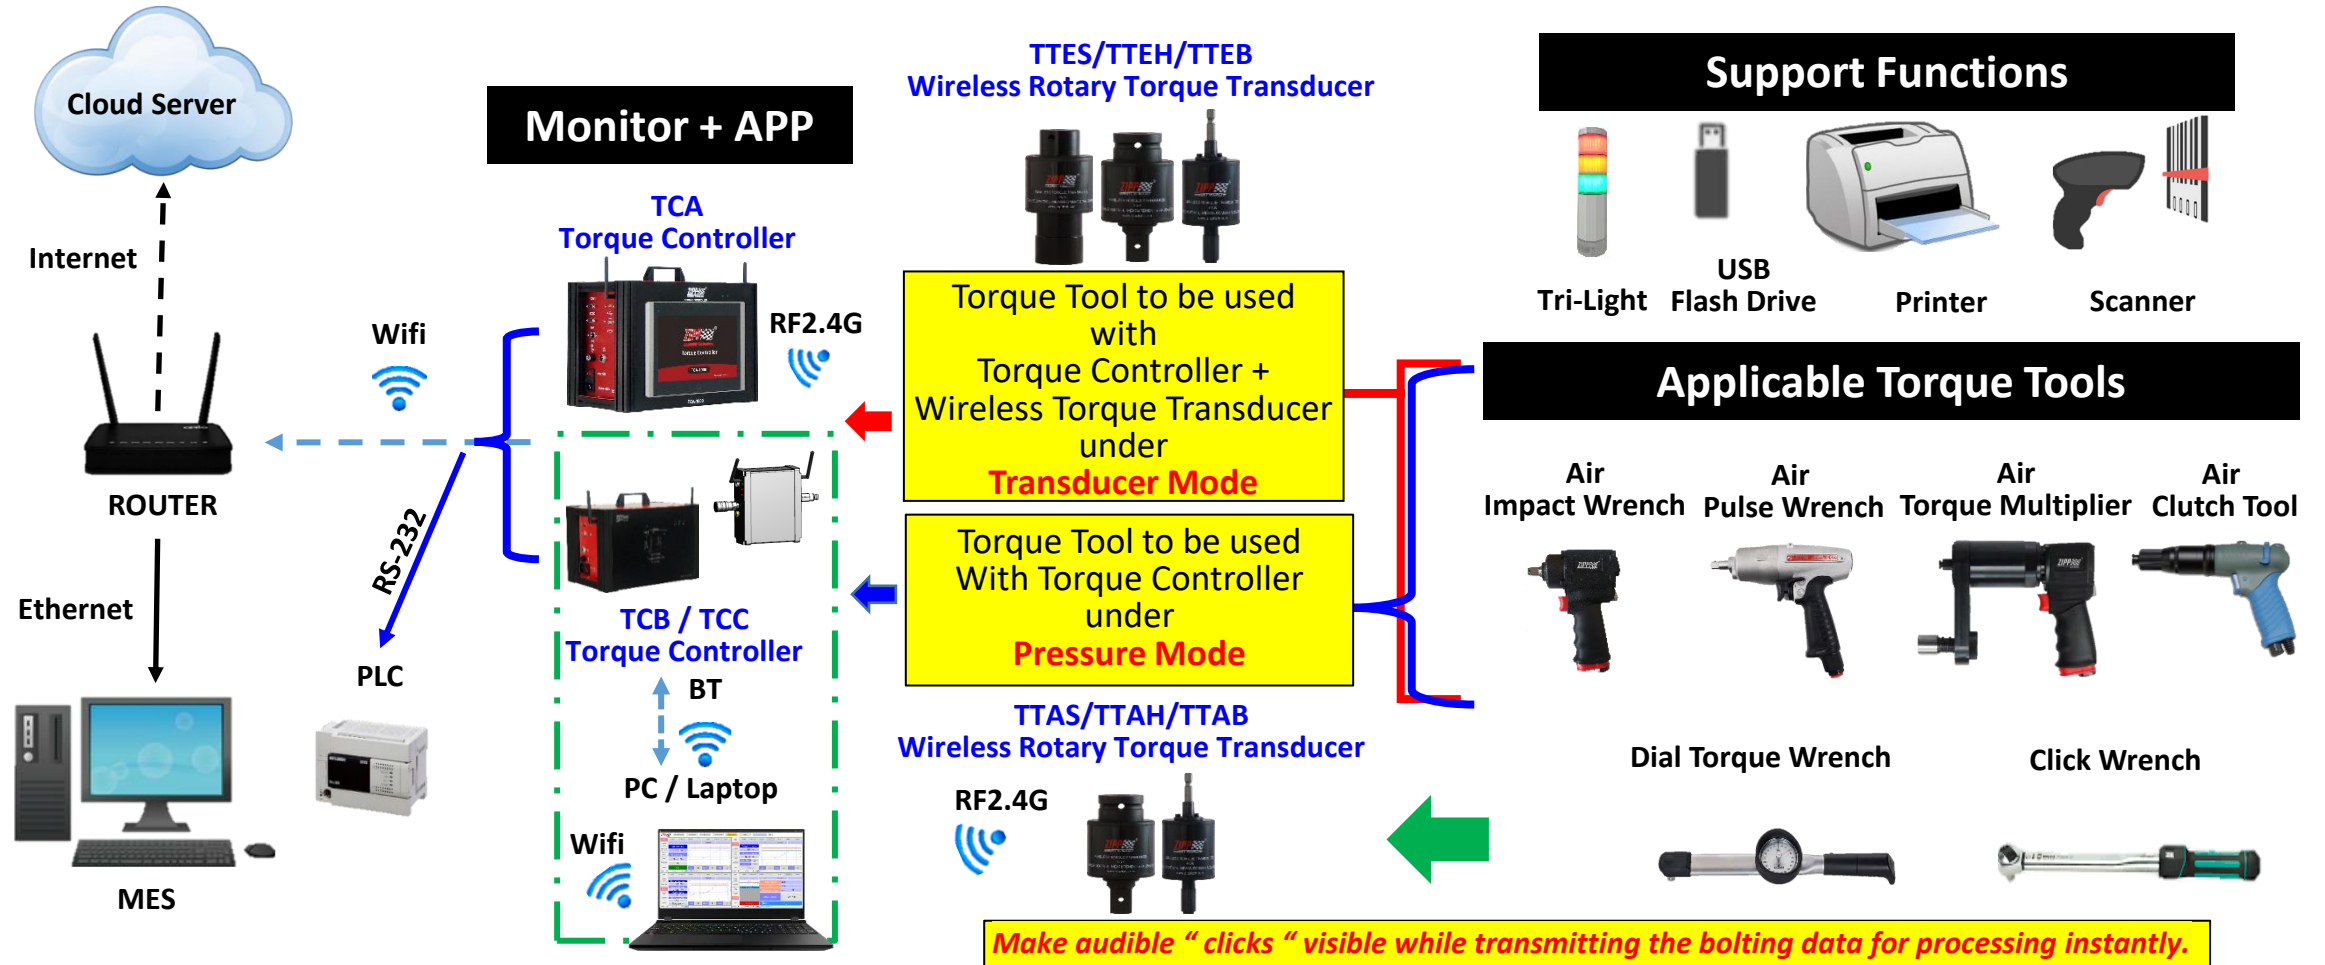 Cloud Server
Internet
Wifi
ROUTER
Ethernet
RS-232
PLC
MES
Monitor + APP
TCA
Torque Controller
RF2.4G
TCB / TCC
Torque Controller
BT
PC / Laptop
Wifi
TTES/TTEH/TTEB
Wireless Rotary Torque Transducer
ZIPP
ZIPP
ZIPP
Torque Tool to be used
with
Torque Controller +
Wireless Torque Transducer
under
Transducer Mode
Torque Tool to be used
With Torque Controller
under
Pressure Mode
TTAS/TTAH/TTAB
Wireless Rotary Torque Transducer
RF2.4G
Support Functions
Tri-Light
USB
Flash Drive
Printer
Scanner
Applicable Torque Tools
Air
Impact Wrench
Air
Pulse Wrench
Air
Torque Multiplier
Air
Clutch Tool
Dial Torque Wrench
Click Wrench
Make audible “ clicks “ visible while transmitting the bolting data for processing instantly.